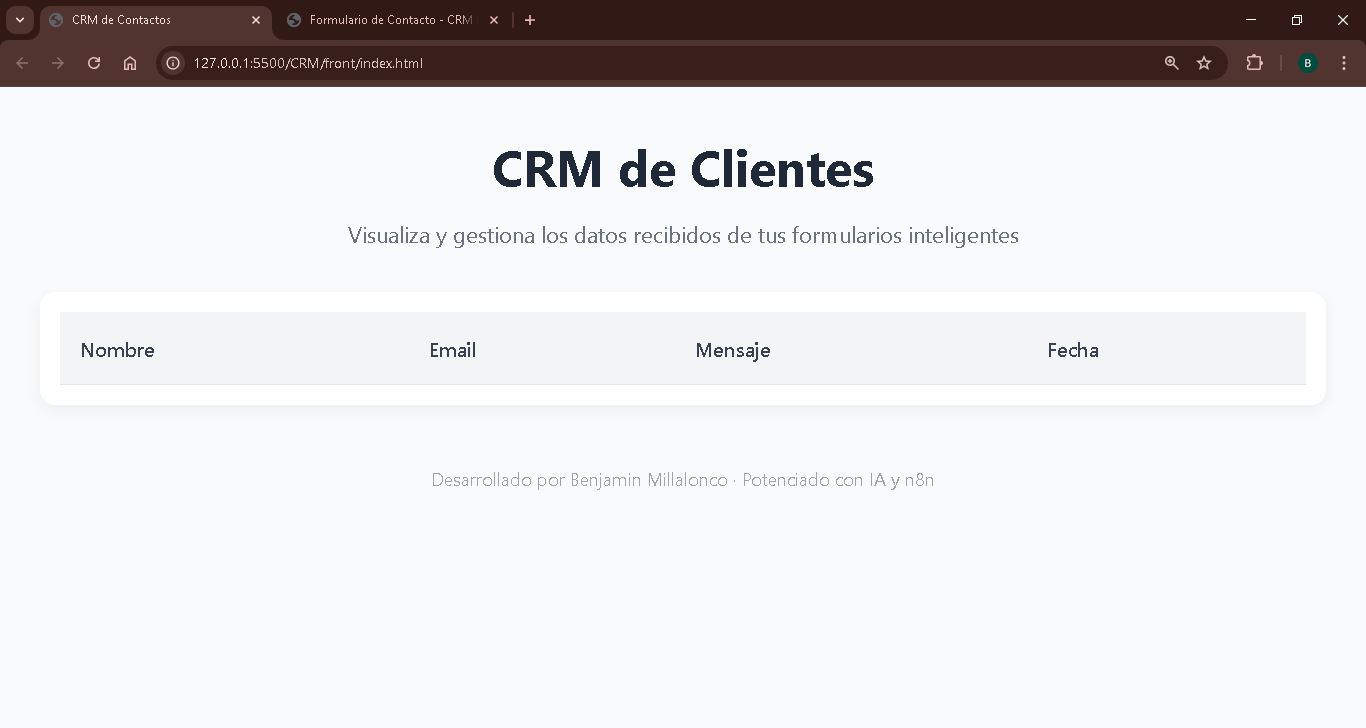 CRM de Contactos
Formulario de Contacto - CRM
127.0.0.1:5500/CRM/front/index.html
B
CRM de Clientes
Visualiza y gestiona los datos recibidos de tus formularios inteligentes
Nombre Email Mensaje Fecha
Desarrollado por Benjamin Millalonco · Potenciado con IA y n8n